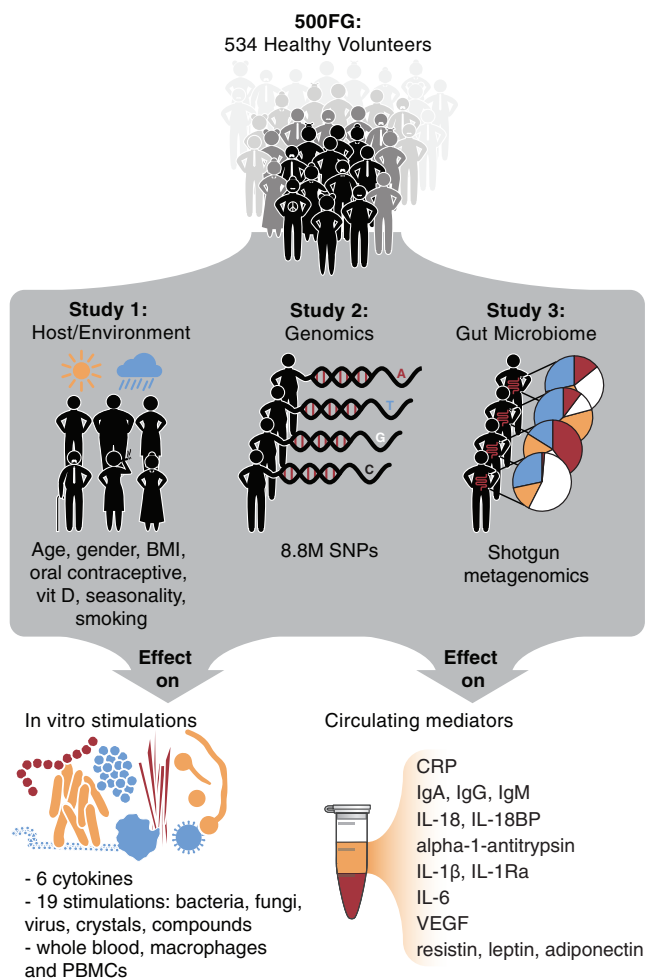 500FG:
534 Healthy Volunteers
Study 1:
Host/Environment
Age, gender, BMI,
oral contraceptive,
vit D, seasonality,
smoking
Study 2:
Genomics
A
T
G
C
8.8M SNPs
Study 3:
Gut Microbiome
Shotgun
metagenomics
Effect
on
Effect
on
In vitro stimulations
- 6 cytokines
- 19 stimulations: bacteria, fungi,
virus, crystals, compounds
- whole blood, macrophages
and PBMCs
Circulating mediators
CRP
IgA, IgG, IgM
IL-18, IL-18BP
alpha-1-antitrypsin
IL-1β, IL-1Ra
IL-6
VEGF
resistin, leptin, adiponectin